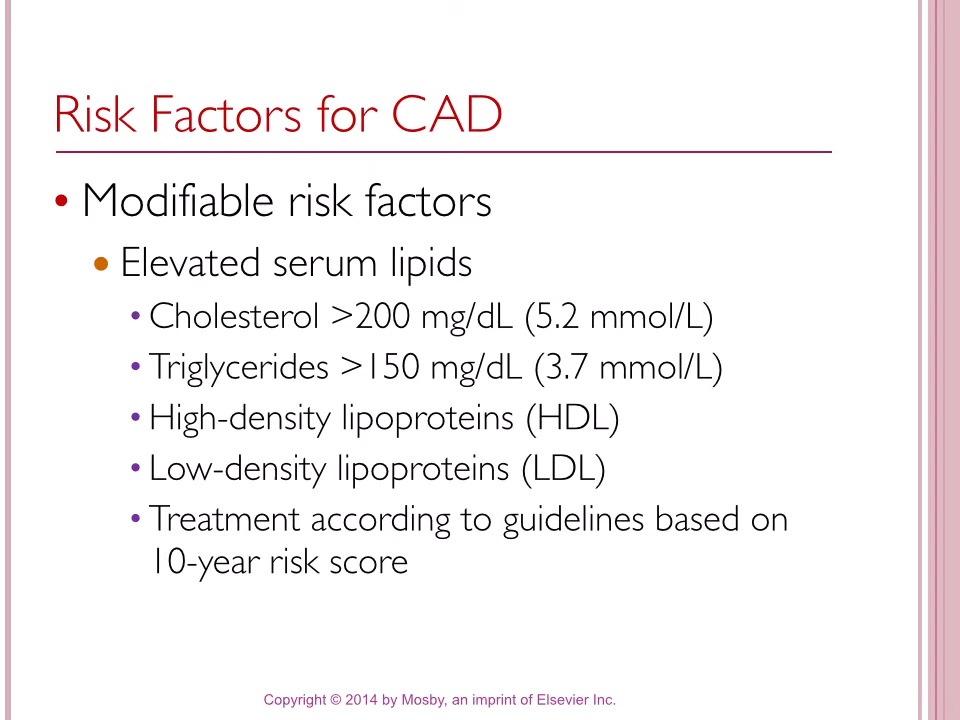 Risk Factors for CAD
• Modifiable risk factors
• Elevated serum lipids
• Cholesterol >200 mg/dL (5.2 mmol/L)
• Triglycerides >150 mg/dL (3.7 mmol/L)
• High-density lipoproteins (HDL)
• Low-density lipoproteins (LDL)
• Treatment according to guidelines based on
10-year risk score
Copyright © 2014 by Mosby, an imprint of Elsevier Inc.